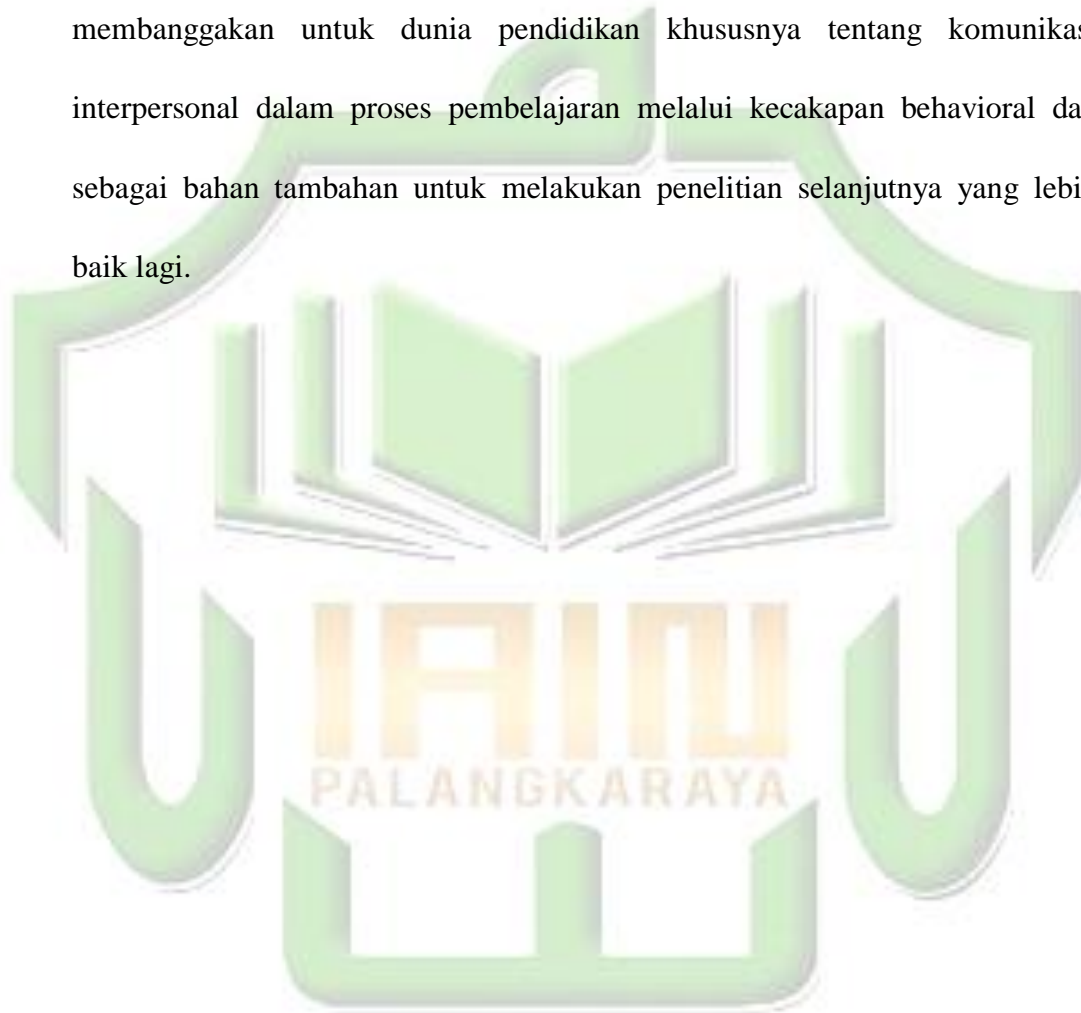 membanggakan untuk dunia pendidikan khususnya tentang komunikas
interpersonal dalam proses pembelajaran melalui kecakapan behavioral da
sebagai bahan tambahan untuk melakukan penelitian selanjutnya yang lebi
baik lagi.
IAIN
PALANGKARAYA